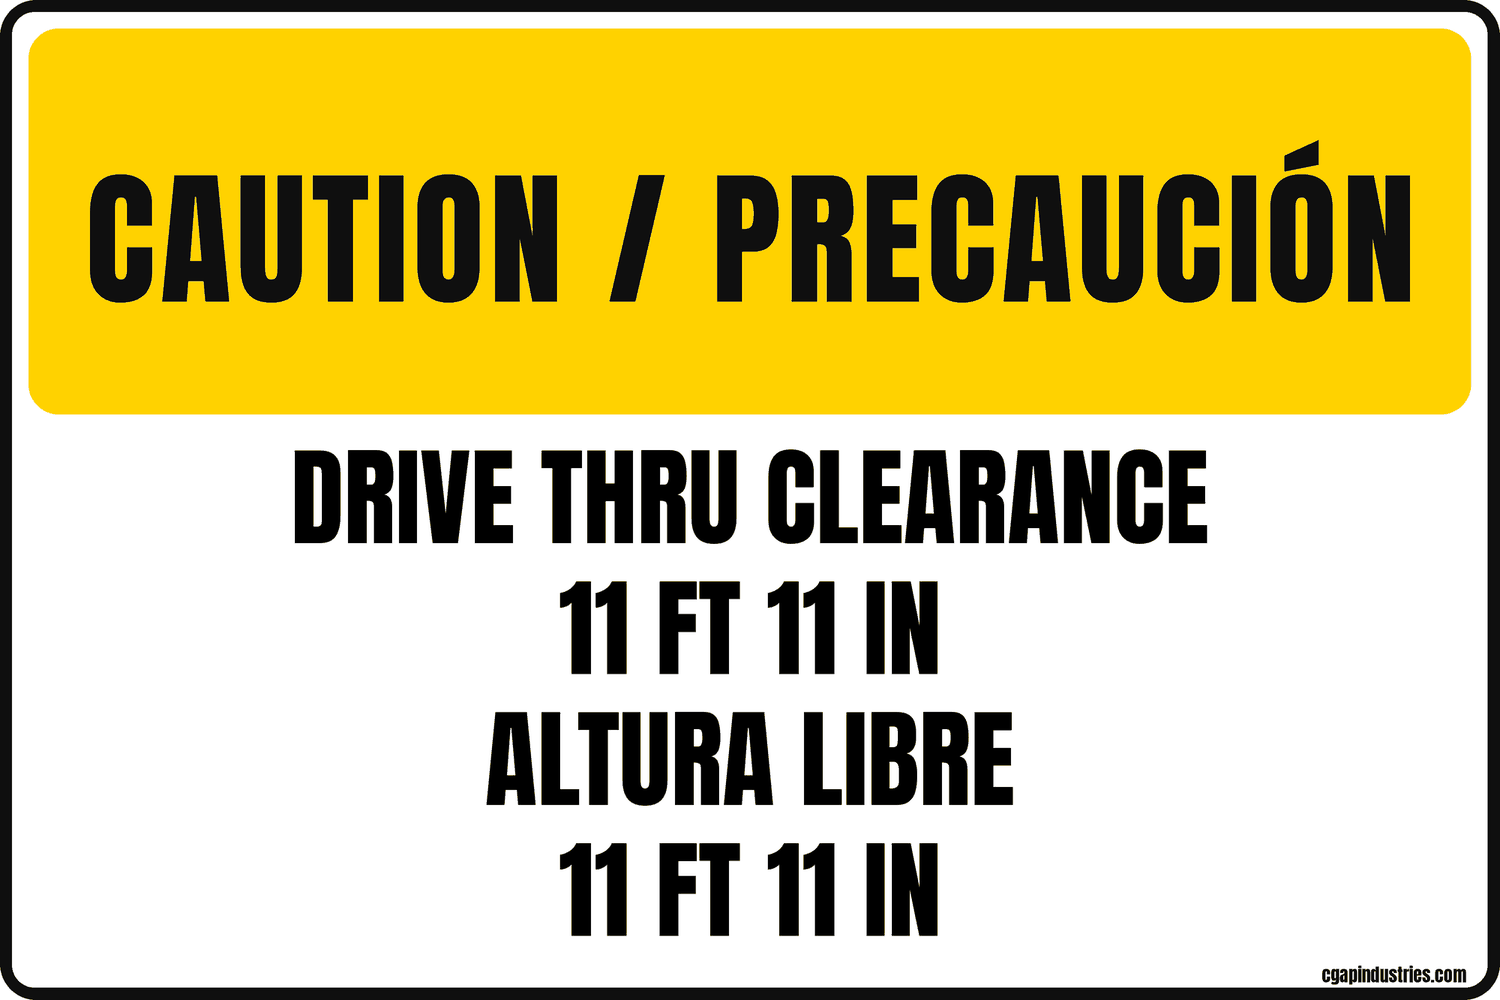 CAUTION / PRECAUCIÓN
DRIVE THRU CLEARANCE
11 FT 11 IN
ALTURA LIBRE
11 FT 11 IN
cgapindustries.com